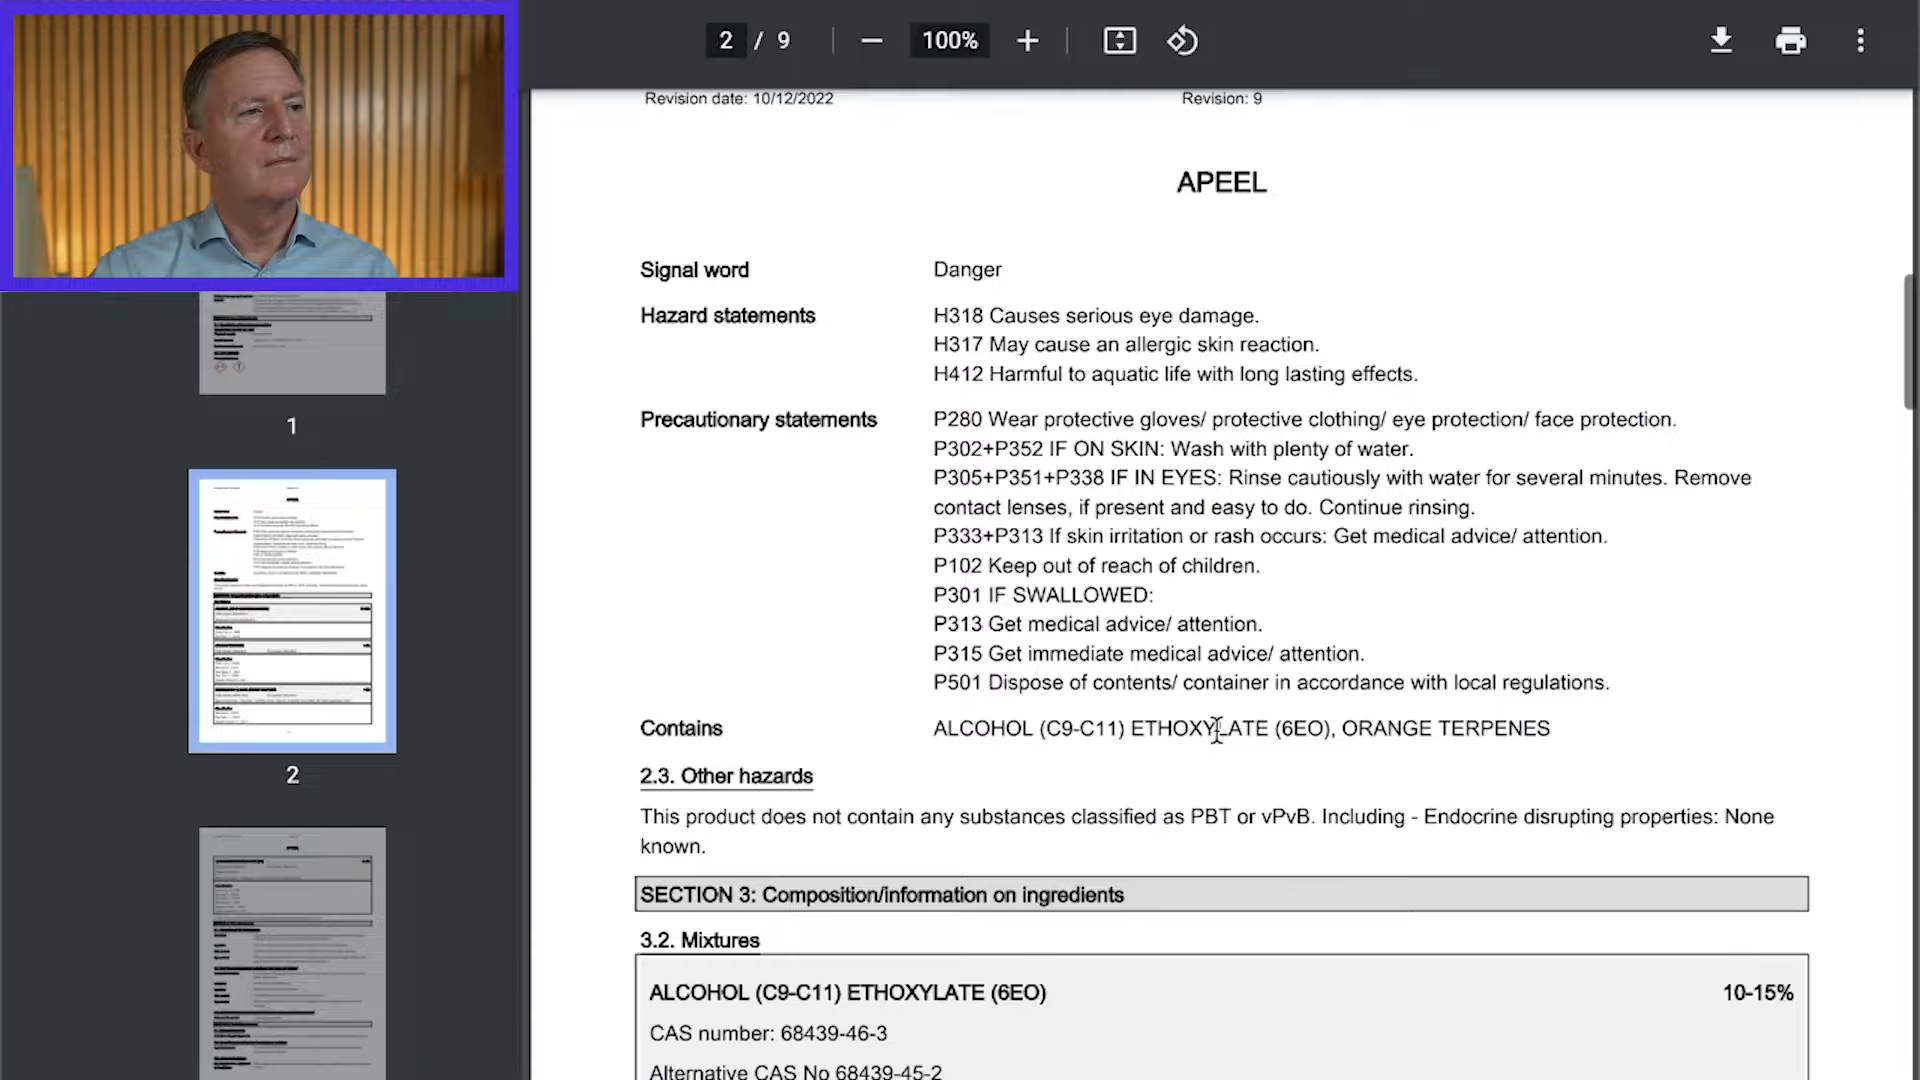 2 / 9
100%
Revision date: 10/12/2022 Revision: 9
APEEL
Signal word Danger
Hazard statements H318 Causes serious eye damage.
H317 May cause an allergic skin reaction.
H412 Harmful to aquatic life with long lasting effects.
Precautionary statements P280 Wear protective gloves/ protective clothing/ eye protection/ face protection.
P302+P352 IF ON SKIN: Wash with plenty of water.
P305+P351+P338 IF IN EYES: Rinse cautiously with water for several minutes. Remove
contact lenses, if present and easy to do. Continue rinsing.
P333+P313 If skin irritation or rash occurs: Get medical advice/ attention.
P102 Keep out of reach of children.
P301 IF SWALLOWED:
P313 Get medical advice/ attention.
P315 Get immediate medical advice/ attention.
P501 Dispose of contents/ container in accordance with local regulations.
Contains ALCOHOL (C9-C11) ETHOXYLATE (6EO), ORANGE TERPENES
2.3. Other hazards
This product does not contain any substances classified as PBT or vPvB. Including - Endocrine disrupting properties: None
known.
SECTION 3: Composition/information on ingredients
3.2. Mixtures
ALCOHOL (C9-C11) ETHOXYLATE (6EO) 10-15%
CAS number: 68439-46-3
Alternative CAS No 68439-45-2
1
2